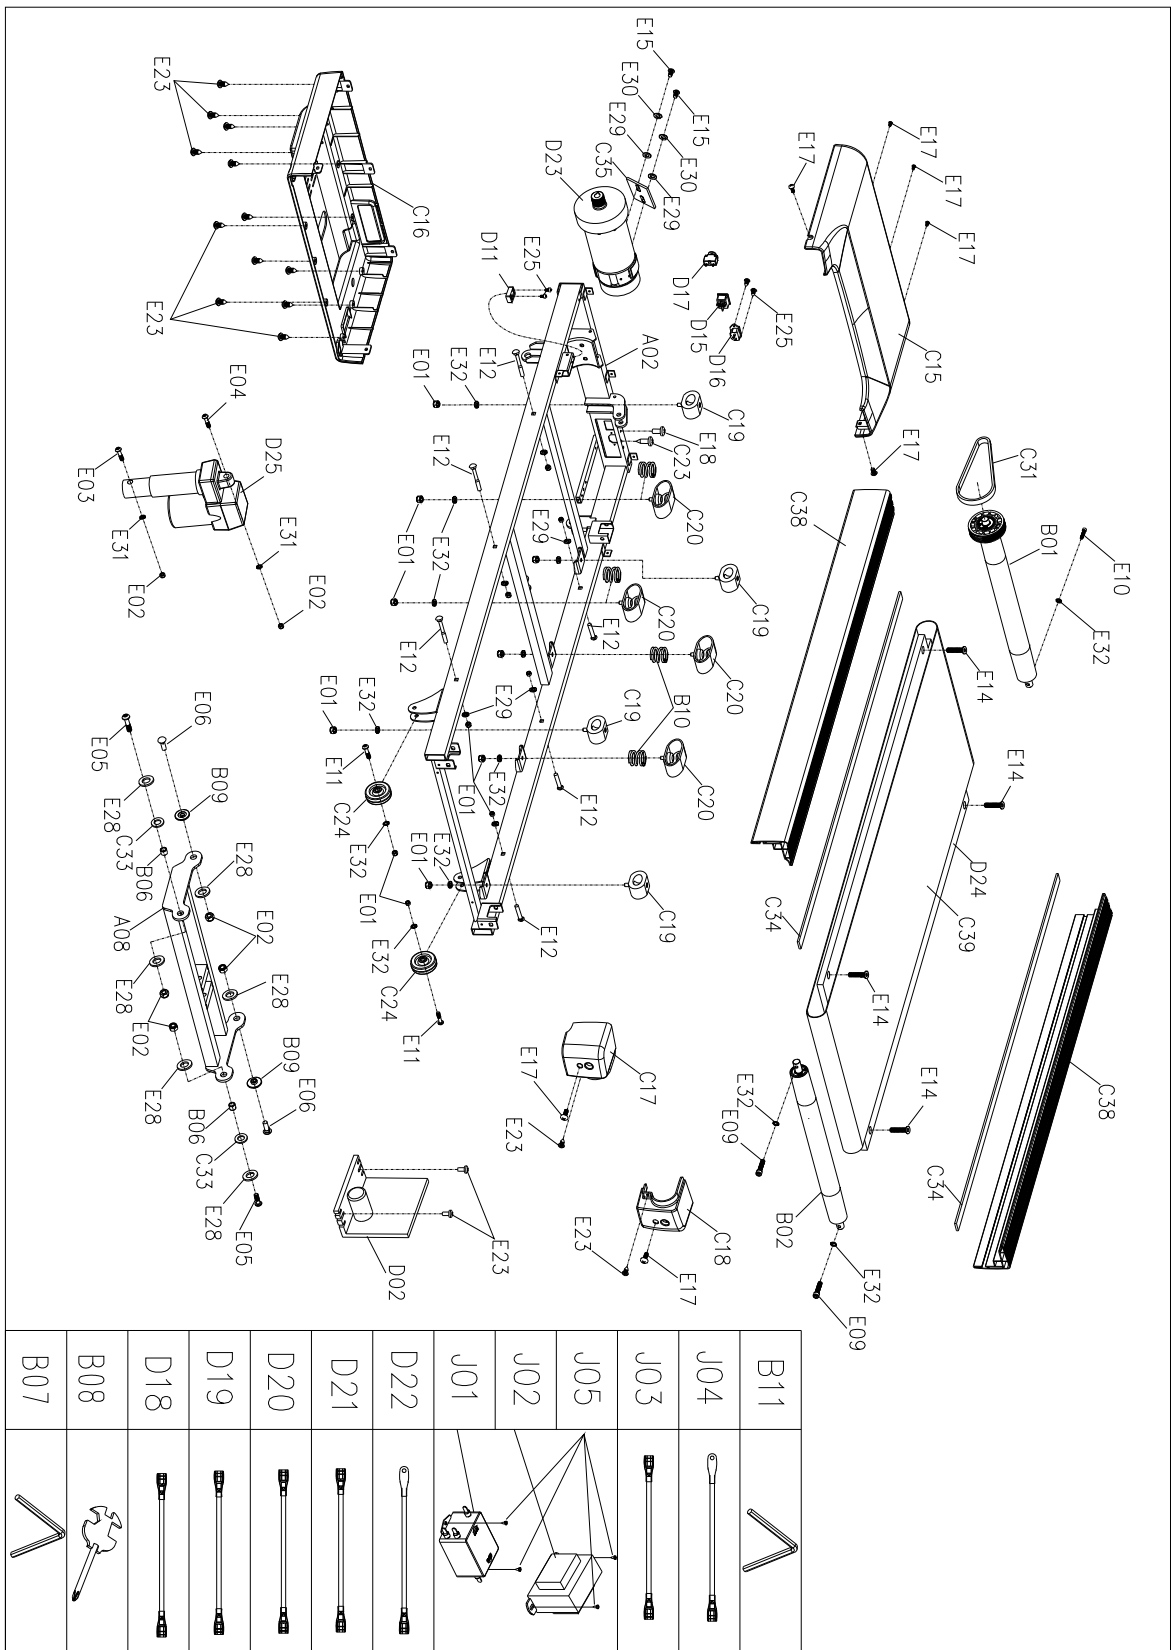 E15
E30
E29
C35
D23
E15
E30
E29
E17
E17
E17
E17
C15
E17
E23
C16
E23
D11
E25
D17
D15
D16
E25
A02
E12
E32
E01
C19
E18
C23
E12
C20
E29
E01
E32
C19
C20
E12
E12
C20
B10
E29
E01
E32
C19
C20
E11
C24
E32
E01
E01
E32
E12
E01
E32
C19
E12
E32
C24
E11
E04
D25
E03
E31
E02
E31
E02
E06
E05
E28
B09
C33
B06
A08
E28
E02
E28
E28
E02
E28
B09
E06
B06
C33
E28
E05
C31
B01
E10
E32
C38
E14
E14
D24
C39
C34
E14
E14
C38
C34
E32
E09
B02
E32
E09
C17
E17
E23
C18
E17
E23
E23
D02
B11
J04
J03
J05
J02
J01
D22
D21
D20
D19
D18
B08
B07